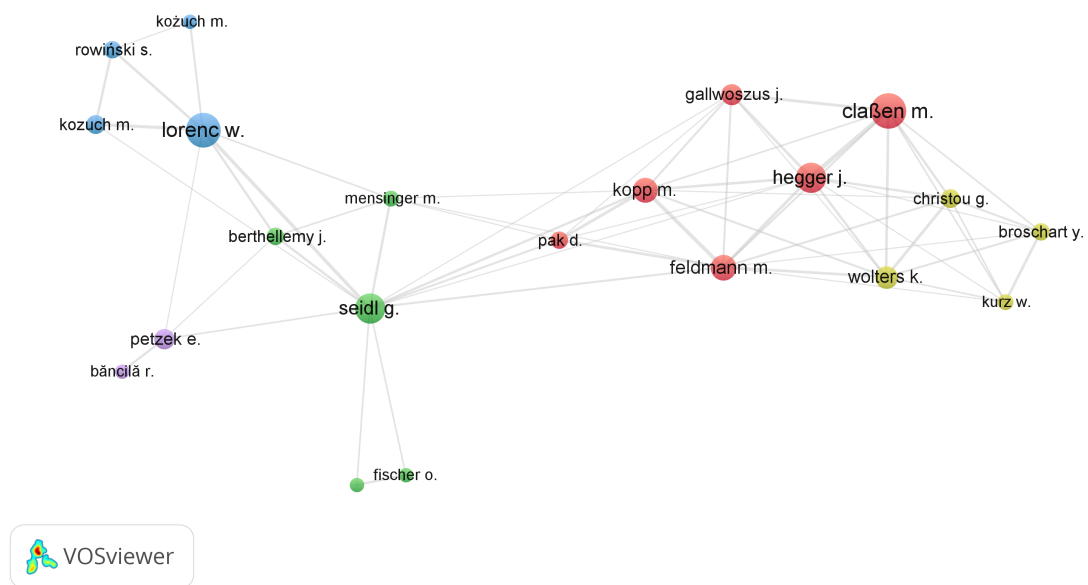 kożuch m.
rowiński s.
gallwoszus j.
claßen m.
kozuch m.
lorenc w.
hegger j.
kopp m.
mensinger m.
christou g.
broschart y.
berthellemy j.
pak d.
feldmann m.
wolters k.
seidl g.
kurz w.
petzek e.
băncilă r.
fischer o.
VOSviewer